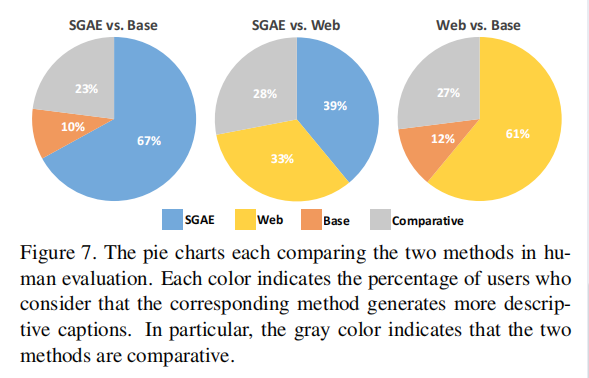 SGAE vs. Base SGAE vs. Web Web vs. Base
23% 10% 67% 28% 39% 33% 27% 12% 61%
SGAE Web Base Comparative
Figure 7. The pie charts each comparing the two methods in hu-
man evaluation. Each color indicates the percentage of users who
consider that the corresponding method generates more descrip-
tive captions. In particular, the gray color indicates that the two
methods are comparative.